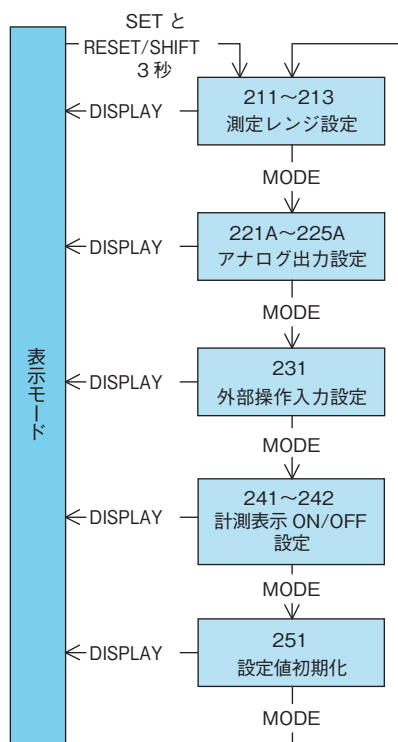 SET と
RESET/SHIFT
3 秒
211～213
測定レンジ設定
DISPLAY
MODE
221A～225A
アナログ出力設定
DISPLAY
MODE
表示モード
231
外部操作入力設定
DISPLAY
MODE
241～242
計測表示 ON/OFF
設定
DISPLAY
MODE
251
設定値初期化
DISPLAY
MODE